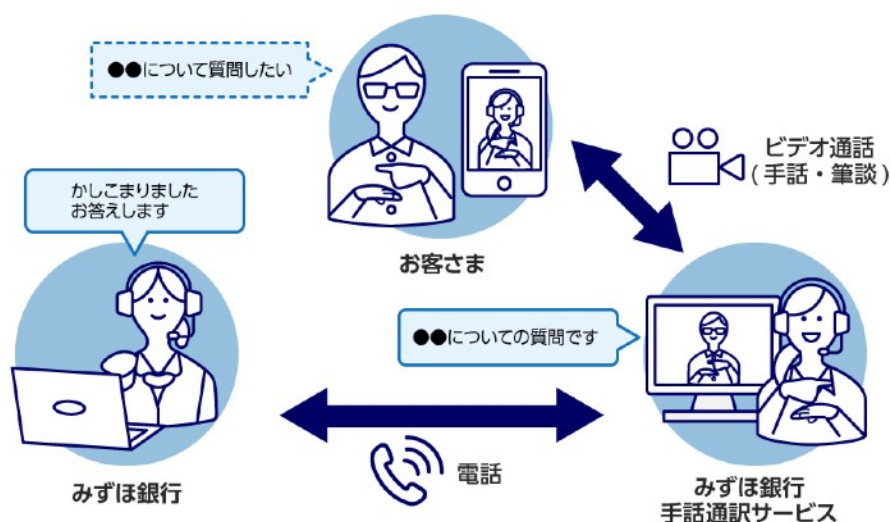 ●●について質問したい
ビデオ通話
(手話・筆談)
かしこまりました
お答えします
お客さま
●●についての質問です
電話
みずほ銀行
みずほ銀行
手話通訳サービス